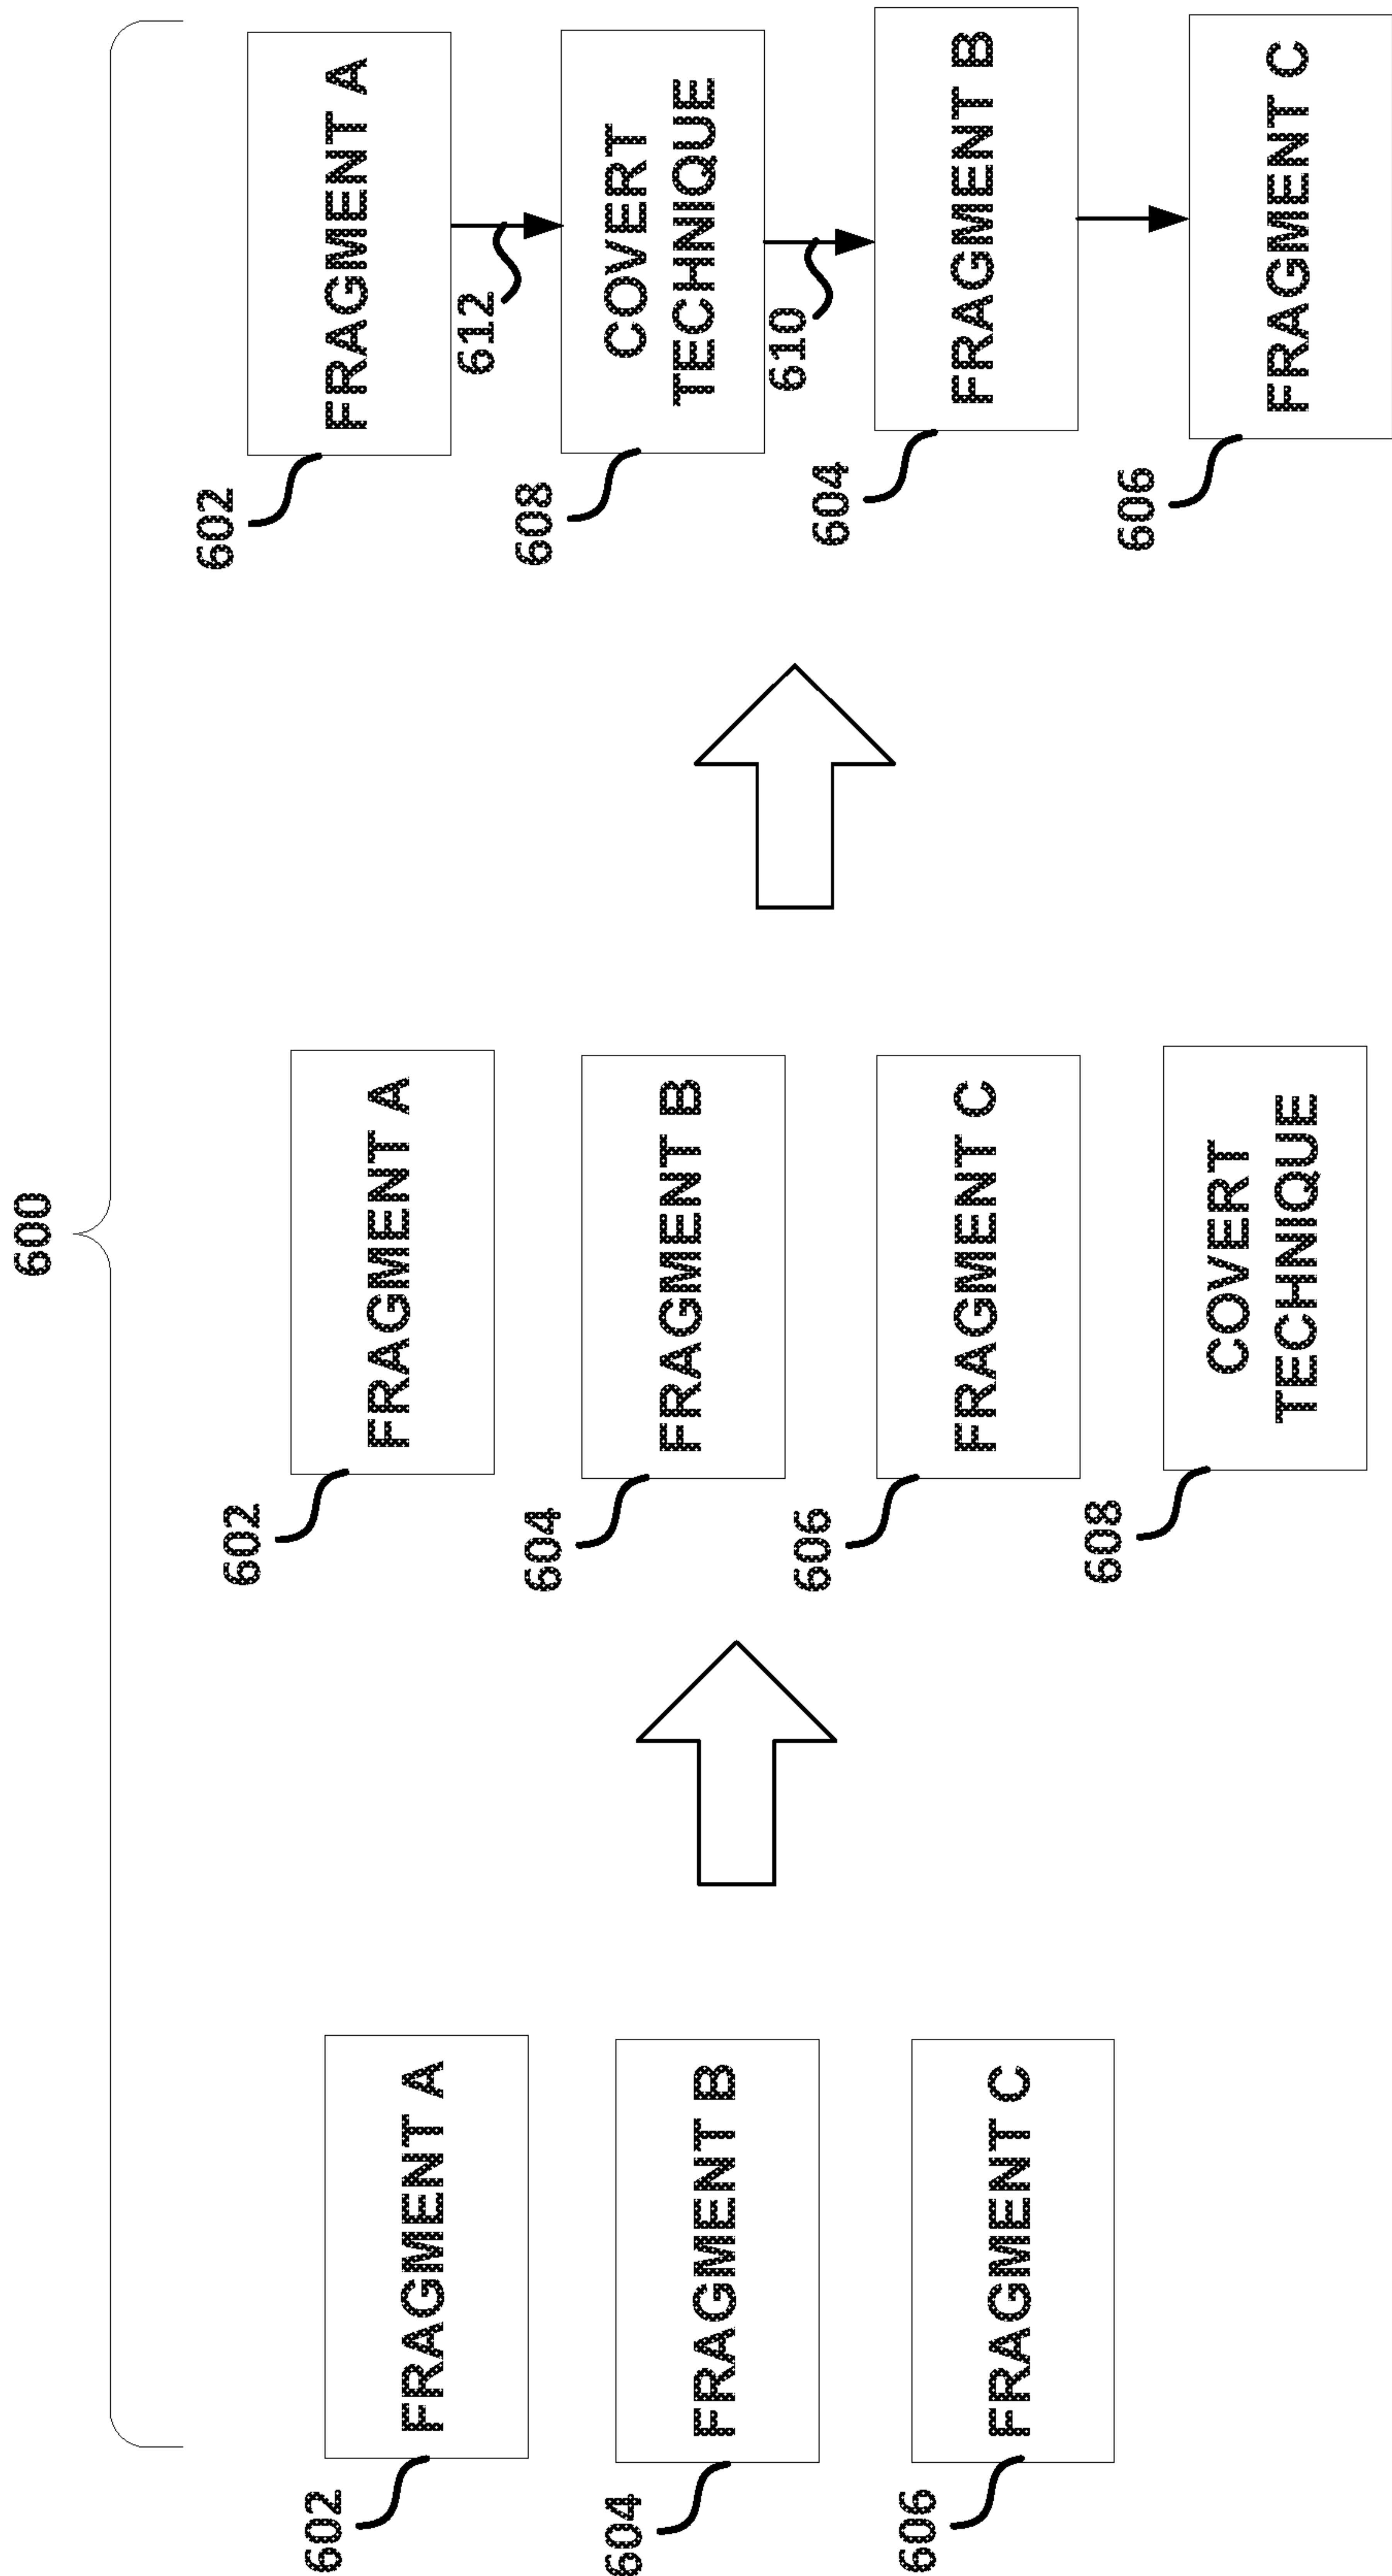 600
602
FRAGMENT A
604
FRAGMENT B
606
FRAGMENT C
602
FRAGMENT A
604
FRAGMENT B
606
FRAGMENT C
608
COVERT
TECHNIQUE
602
FRAGMENT A
612
608
COVERT
TECHNIQUE
610
604
FRAGMENT B
606
FRAGMENT C